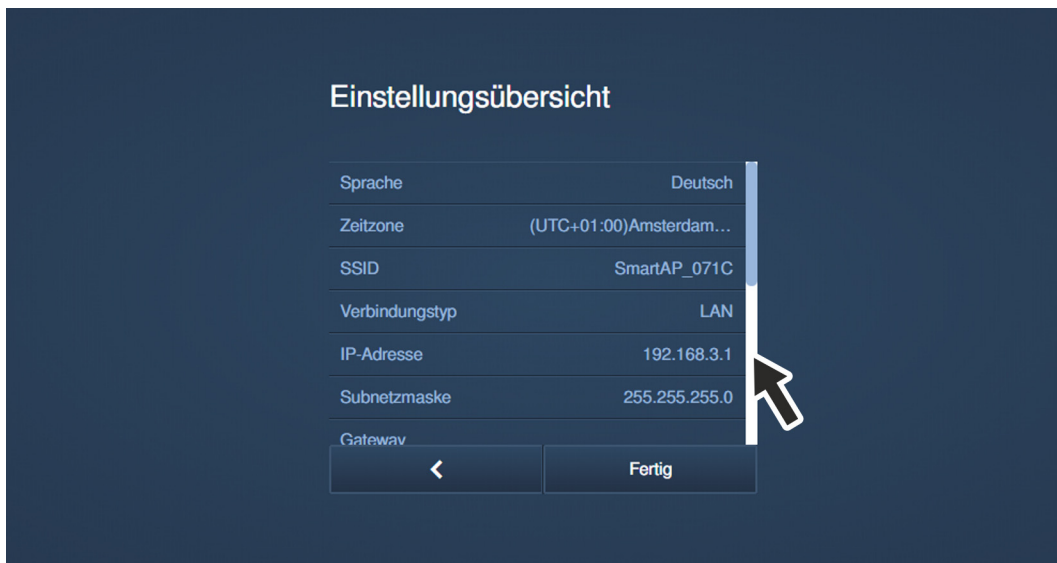 Einstellungsübersicht
Sprache Deutsch
Zeitzone (UTC+01:00)Amsterdam...
SSID SmartAP_071C
Verbindungstyp LAN
IP-Adresse 192.168.3.1
Subnetzmaske 255.255.255.0
Gateway
Fertig